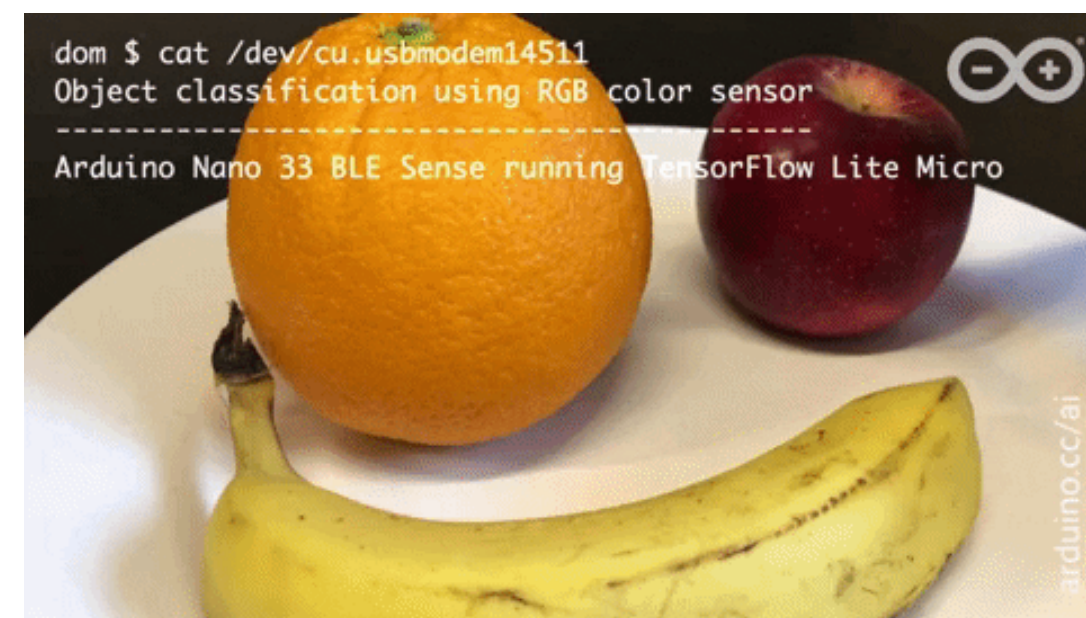 dom $ cat /dev/cu.usbmodem14511
Object classification using RGB color sensor
--------------------------------------------
Arduino Nano 33 BLE Sense running TensorFlow Lite Micro
arduino.cc/ai